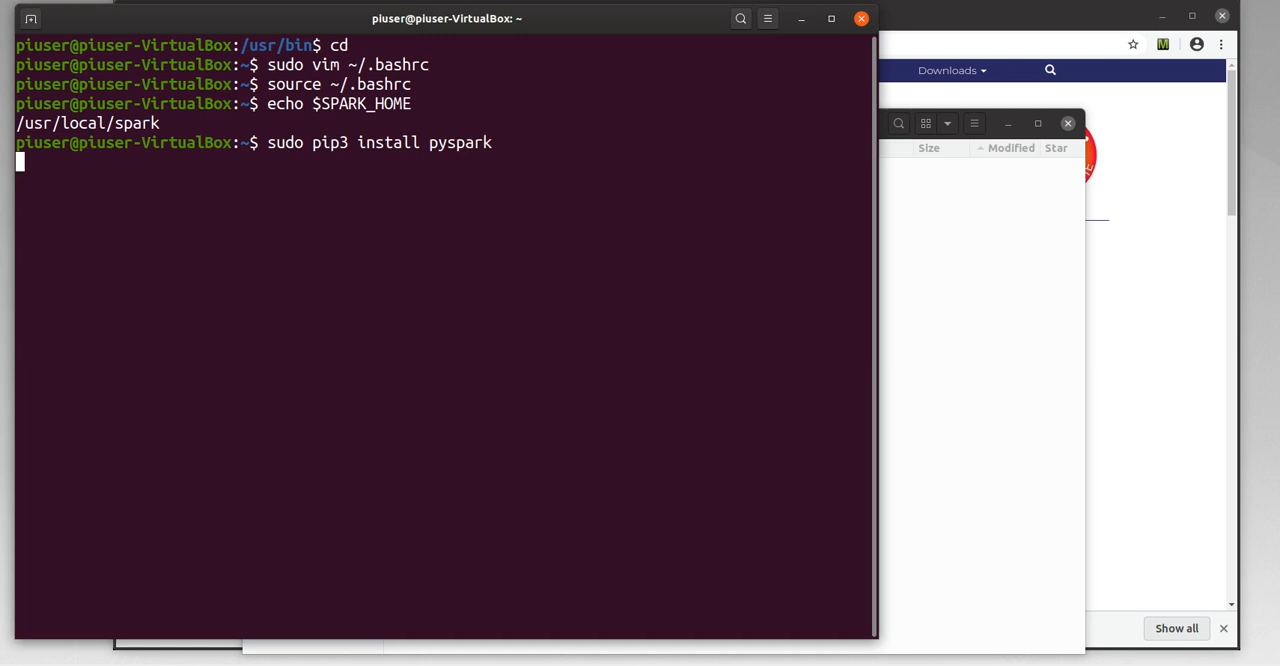 piuser@piuser-VirtualBox: ~
piuser@piuser-VirtualBox:/usr/bin$ cd
piuser@piuser-VirtualBox:~$ sudo vim ~/.bashrc
piuser@piuser-VirtualBox:~$ source ~/.bashrc
piuser@piuser-VirtualBox:~$ echo $SPARK_HOME
/usr/local/spark
piuser@piuser-VirtualBox:~$ sudo pip3 install pyspark
Downloads
Size
Modified
Star
Show all